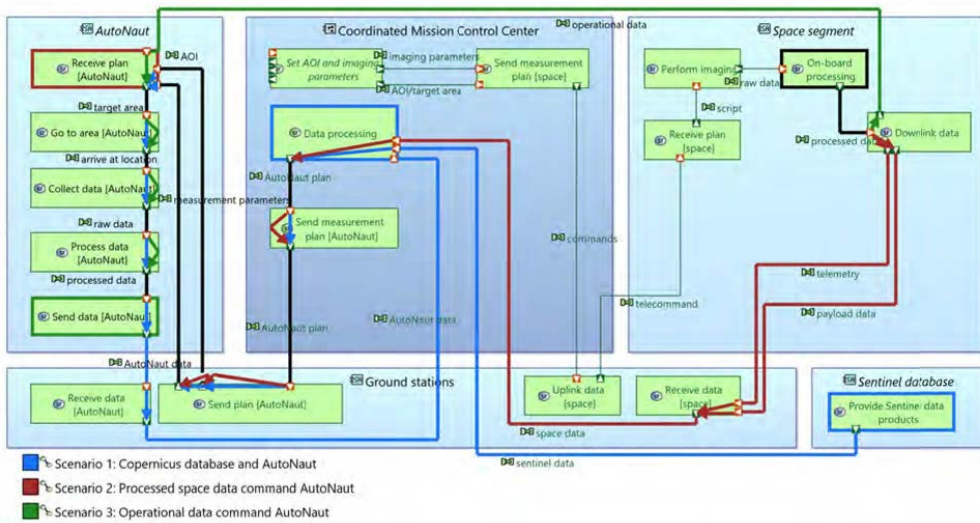 operational data
AutoNaut
Coordinated Mission Control Center
Space segment
Receive plan
[AutoNaut]
AOI
Set AOI and imaging
parameters
imaging parameters
AOI/target area
Send measurement
plan [space]
Perform imaging
raw data
On-board
processing
target area
script
Go to area [AutoNaut]
Data processing
Receive plan
[space]
processed data
Downlink data
arrive at location
AutoNaut plan
Collect data [AutoNaut]
measurement parameters
raw data
Send measurement
plan [AutoNaut]
Process data
[AutoNaut]
commands
processed data
telemetry
telecommand
Send data [AutoNaut]
payload data
AutoNaut plan
AutoNaut data
AutoNaut data
Ground stations
Sentinel database
Receive data
[AutoNaut]
Send plan [AutoNaut]
Uplink data
[space]
Receive data
[space]
Provide Sentinel data
products
space data
sentinel data
Scenario 1: Copernicus database and AutoNaut
Scenario 2: Processed space data command AutoNaut
Scenario 3: Operational data command AutoNaut